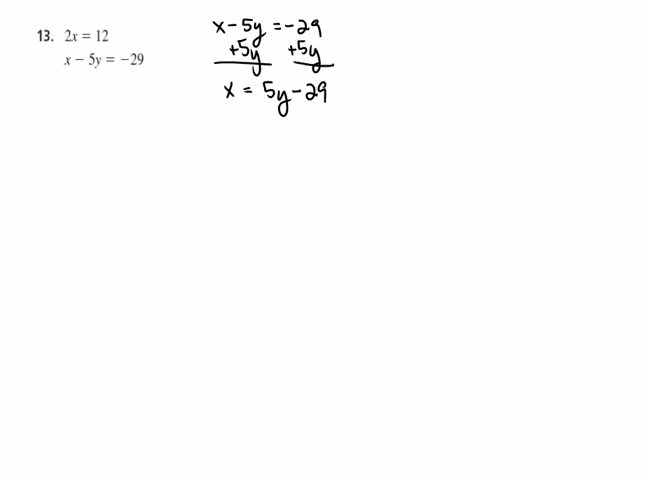 13. 2x = 12
x − 5y = −29
x − 5y = −29
+5y +5y
x = 5y − 29